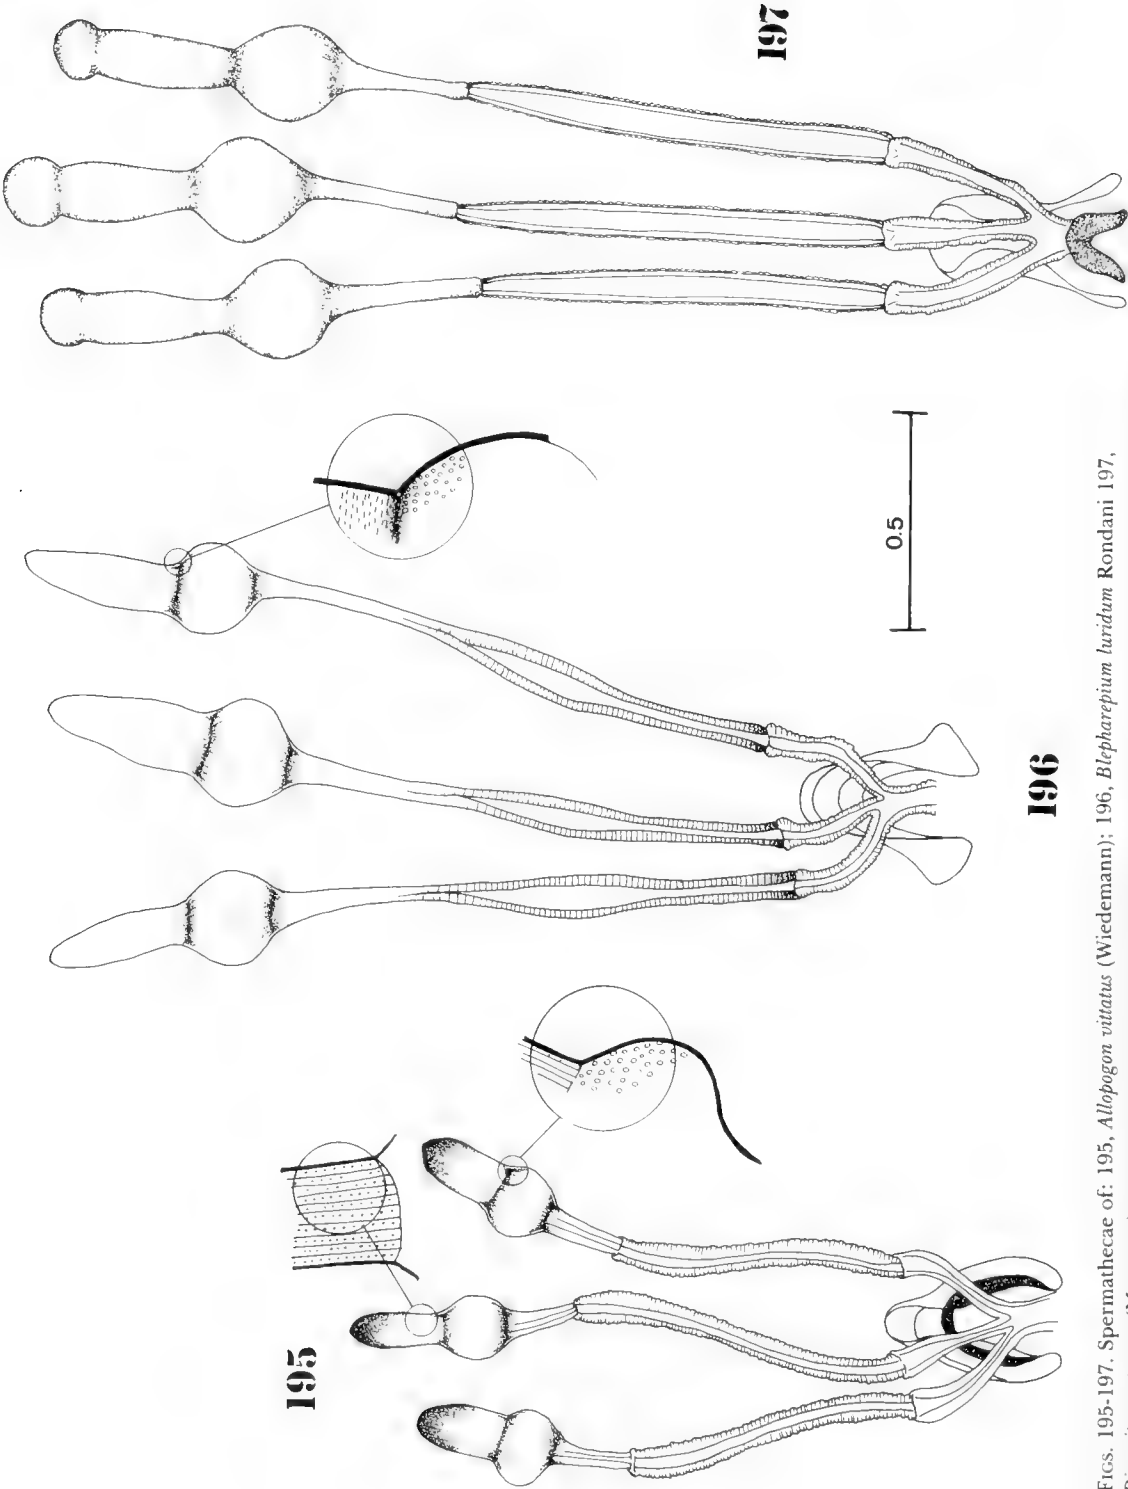 197
0.5
196
195
FIGS. 195-197. Spermathecae of: 195, Allopogon vittatus (Wiedemann); 196, Blepharepium luridum Rondani 197,